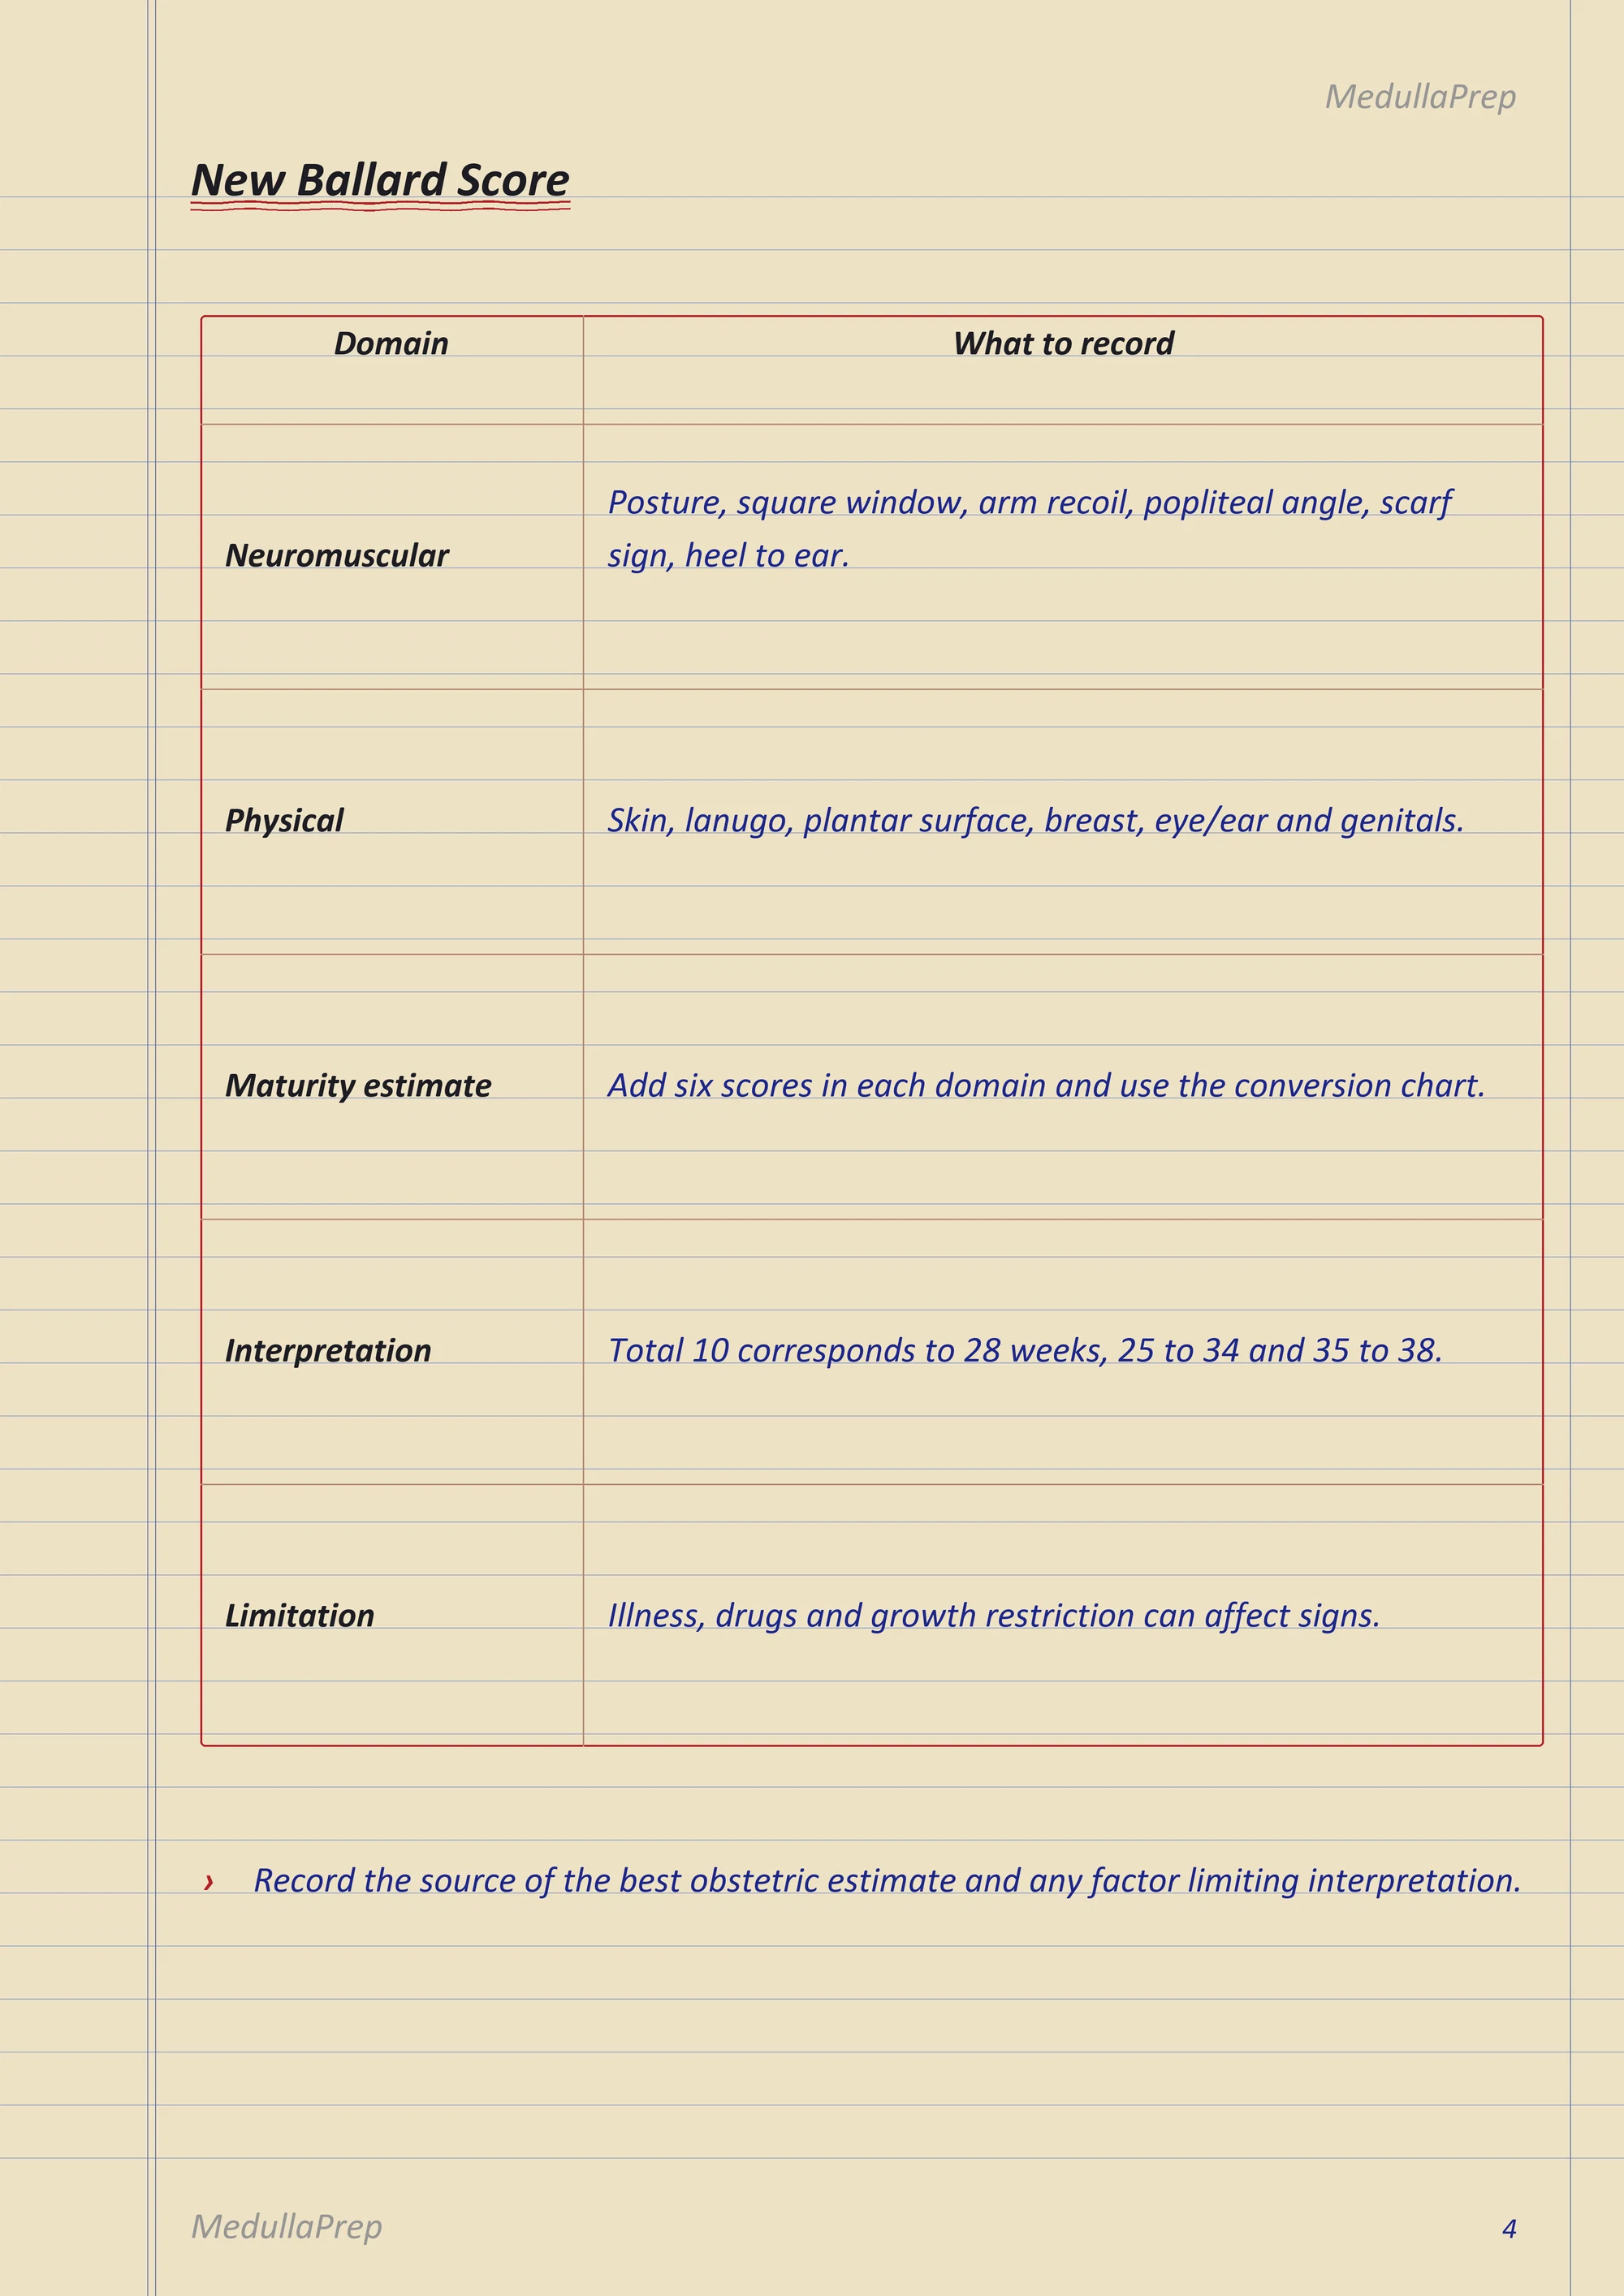 MedullaPrep
New Ballard Score
Domain
What to record
Neuromuscular
Posture, square window, arm recoil, popliteal angle, scarf
sign, heel to ear.
Physical
Skin, lanugo, plantar surface, breast, eye/ear and genitals.
Maturity estimate
Add six scores in each domain and use the conversion chart.
Interpretation
Total 10 corresponds to 28 weeks, 25 to 34 and 35 to 38.
Limitation
Illness, drugs and growth restriction can affect signs.
› Record the source of the best obstetric estimate and any factor limiting interpretation.
MedullaPrep
4